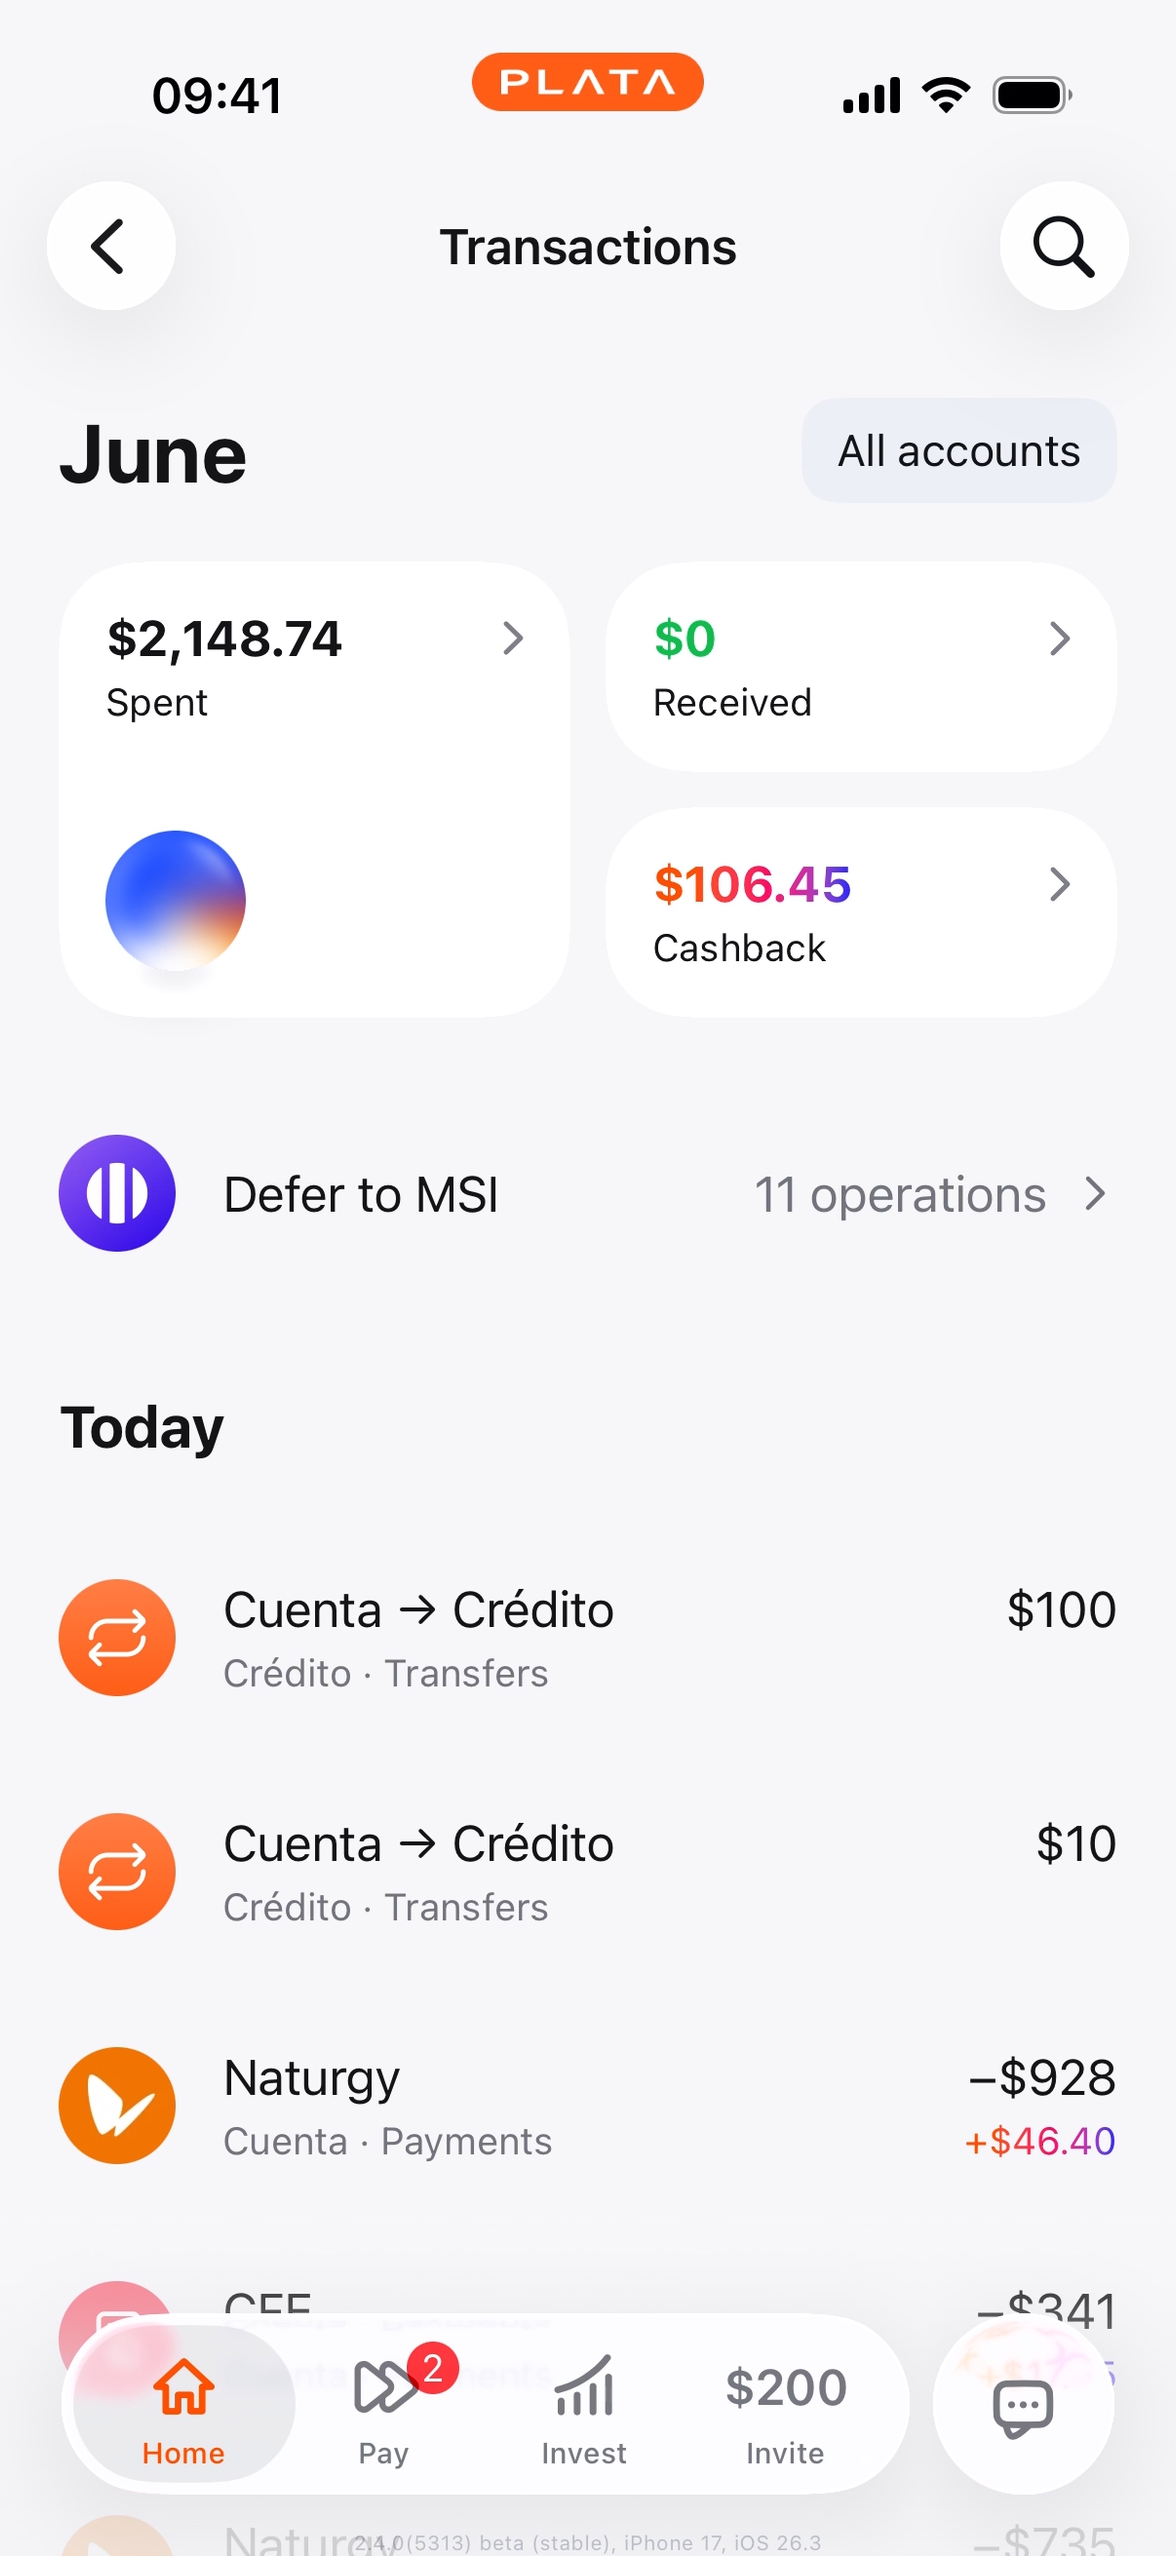 09:41
PLATA
Transactions
June
All accounts
$2,148.74
Spent
$0
Received
$106.45
Cashback
Defer to MSI
11 operations
Today
Cuenta → Crédito
$100
Crédito · Transfers
Cuenta → Crédito
$10
Crédito · Transfers
Naturgy
–$928
Cuenta · Payments
+$46.40
CFE
–$341
2
$200
Home
Pay
Invest
Invite
Naturgy
–$735
2.4.0(5313) beta (stable), iPhone 17, iOS 26.3